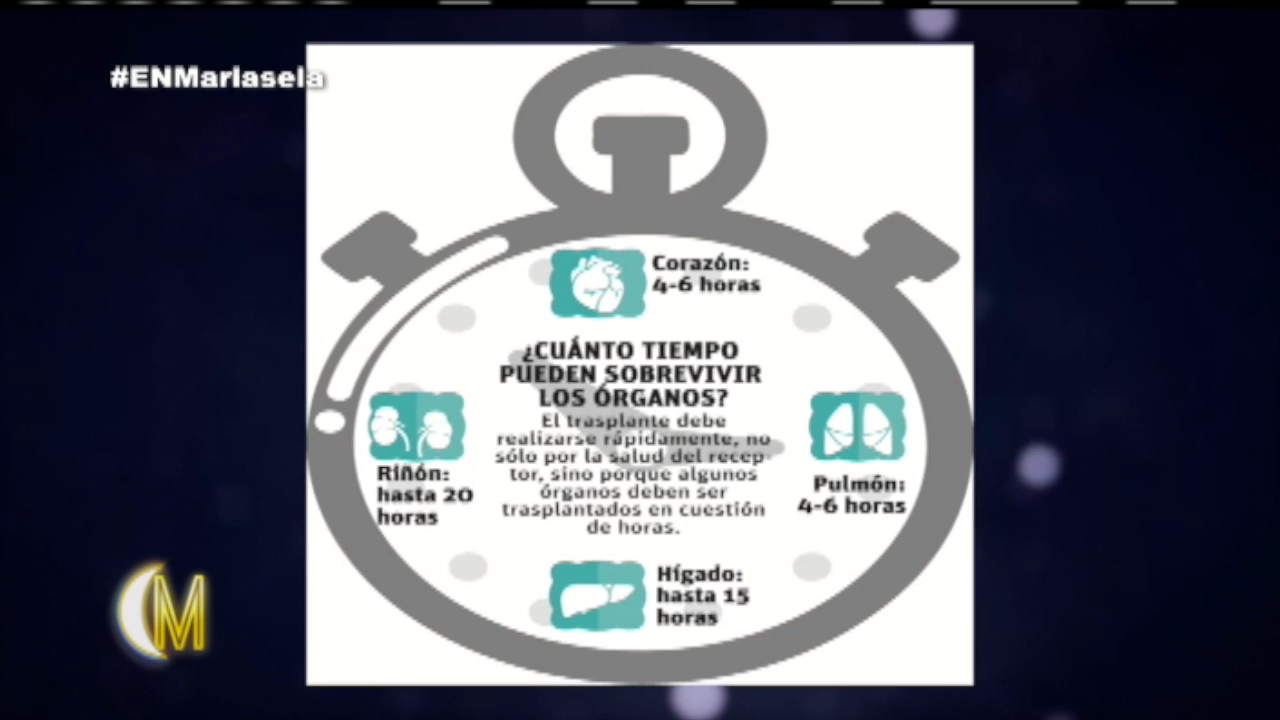 #ENMarlasela
Corazón:
4-6 horas
¿CUÁNTO TIEMPO
PUEDEN SOBREVIVIR
LOS ÓRGANOS?
El trasplante debe
realizarse rápidamente, no
sólo por la salud del recep-
tor, sino porque algunos
órganos deben ser
trasplantados en cuestión
de horas.
Riñón:
hasta 20
horas
Pulmón:
4-6 horas
Hígado:
hasta 15
horas
M